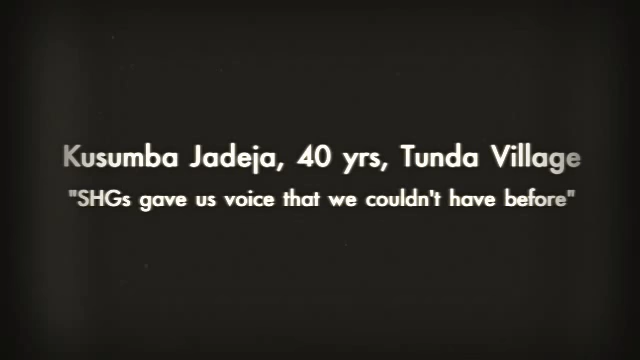 Kusumba Jadeja, 40 yrs, Tunda Village
"SHGs gave us voice that we couldn't have before"